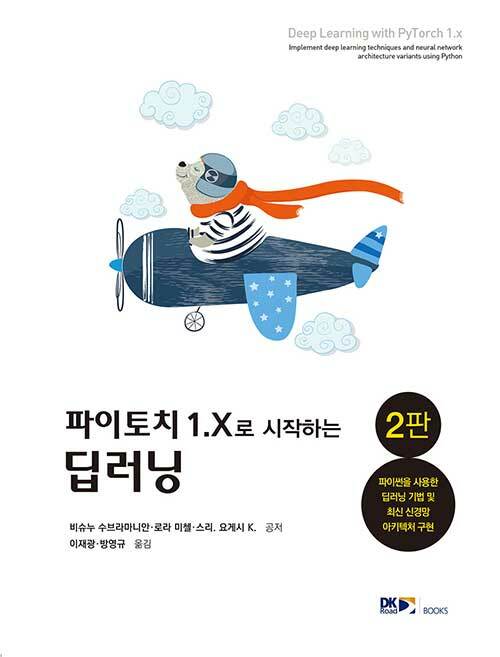 Deep Learning with PyTorch 1.x
Implement deep learning techniques and neural network
architecture variants using Python
파이토치 1.X로 시작하는
딥러닝
2판
파이썬을 사용한
딥러닝 기법 및
최신 신경망
아키텍처 구현
비슈누 수브라마니안·로라 미첼·스리. 요게시 K. 공저
이재광·방영규 옮김
DK
Road
BOOKS